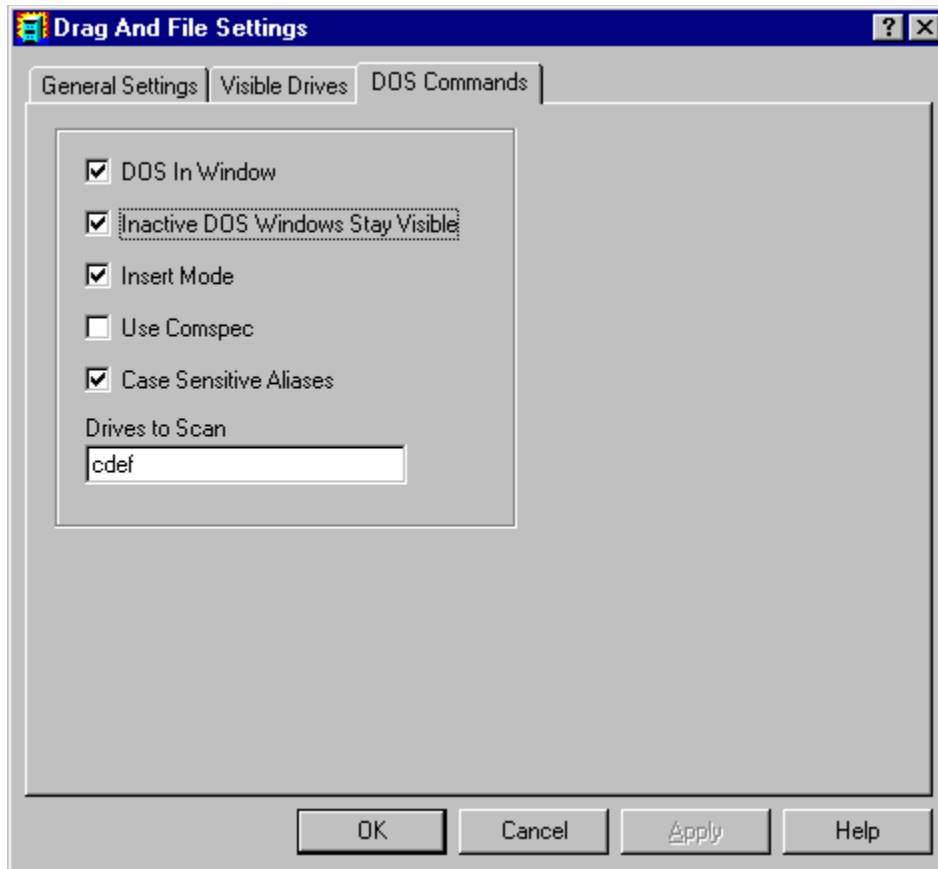 Drag And File Settings
General Settings Visible Drives DOS Commands
DOS In Window
Inactive DOS Windows Stay Visible
Insert Mode
Use Comspec
Case Sensitive Aliases
Drives to Scan
cdef
OK Cancel Apply Help